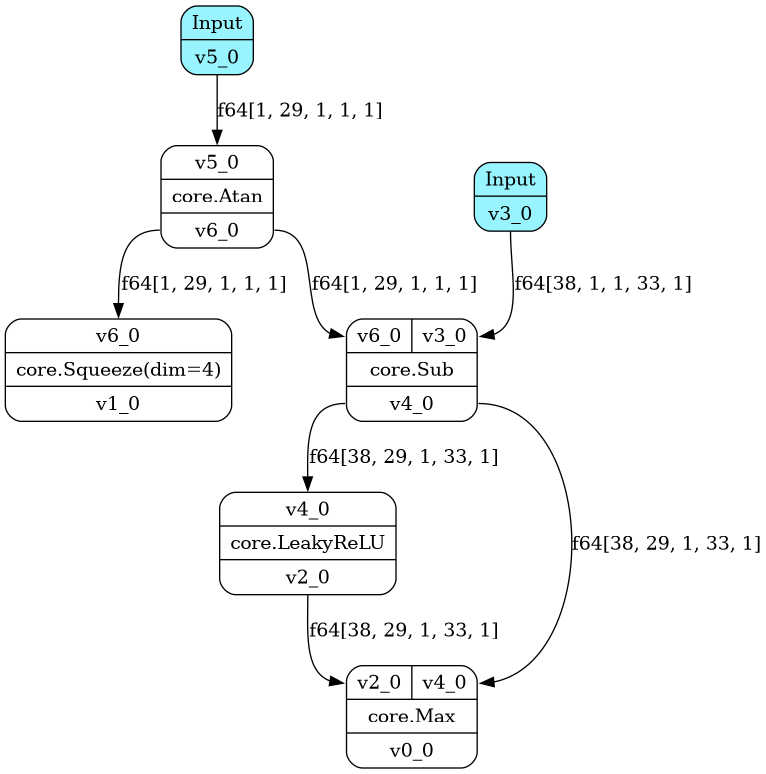 Input
v5_0
f64[1, 29, 1, 1, 1]
v5_0
core.Atan
v6_0
Input
v3_0
f64[1, 29, 1, 1, 1]
f64[1, 29, 1, 1, 1]
f64[38, 1, 1, 33, 1]
v6_0
core.Squeeze(dim=4)
v1_0
v6_0 v3_0
core.Sub
v4_0
f64[38, 29, 1, 33, 1]
v4_0
core.LeakyReLU
v2_0
f64[38, 29, 1, 33, 1]
f64[38, 29, 1, 33, 1]
v2_0 v4_0
core.Max
v0_0